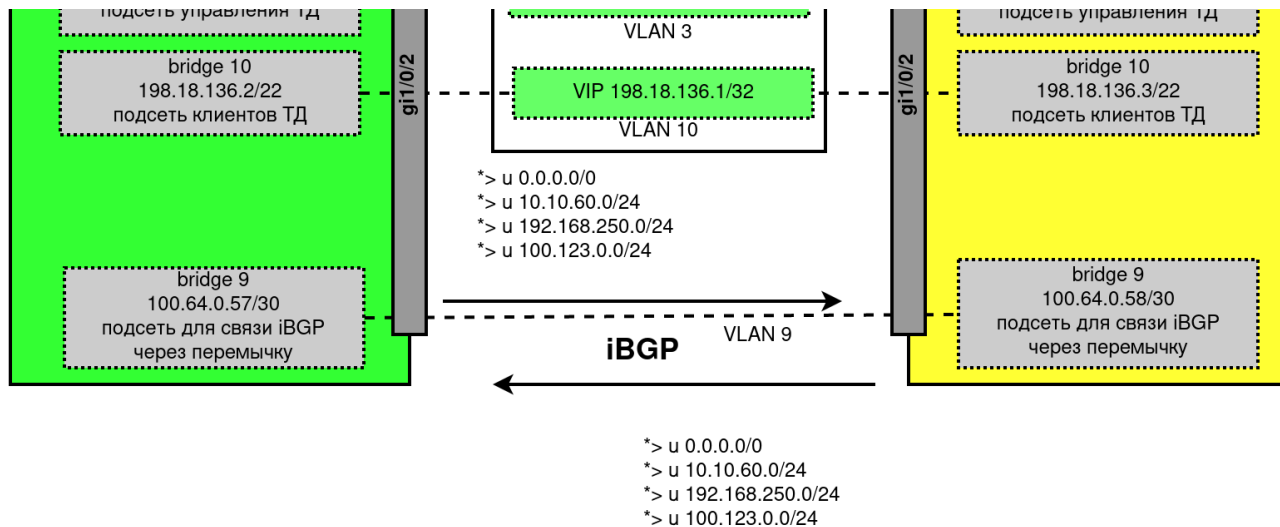 подсеть управления ТД
bridge 10
198.18.136.2/22
подсеть клиентов ТД
bridge 9
100.64.0.57/30
подсеть для связи iBGP
через перемычку
gi1/0/2
VLAN 3
VIP 198.18.136.1/32
VLAN 10
*> u 0.0.0.0/0
*> u 10.10.60.0/24
*> u 192.168.250.0/24
*> u 100.123.0.0/24
VLAN 9
iBGP
*> u 0.0.0.0/0
*> u 10.10.60.0/24
*> u 192.168.250.0/24
*> u 100.123.0.0/24
gi1/0/2
подсеть управления ТД
bridge 10
198.18.136.3/22
подсеть клиентов ТД
bridge 9
100.64.0.58/30
подсеть для связи iBGP
через перемычку